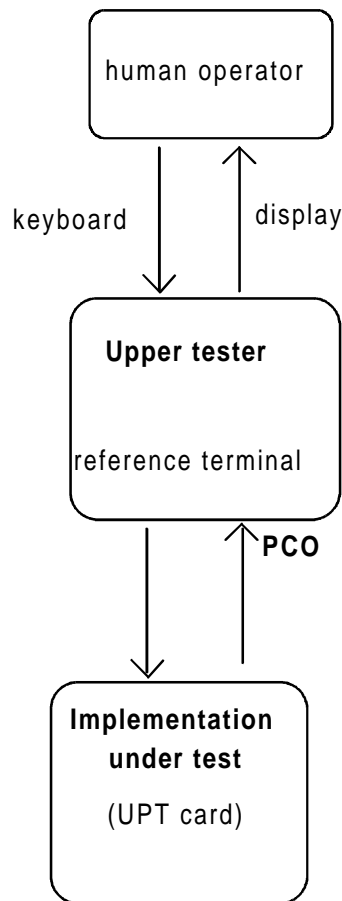 human operator
keyboard
display
Upper tester
reference terminal
PCO
Implementation
under test
(UPT card)